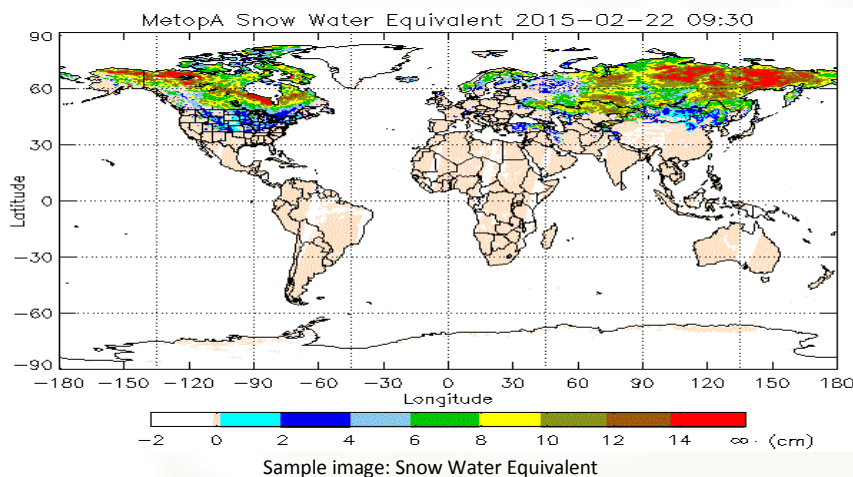 MetopA Snow Water Equivalent 2015-02-22 09:30
90
60
30
0
-30
-60
-90
Latitude
-180 -150 -120 -90 -60 -30 0 30 60 90 120 150 180
Longitude
-2 0 2 4 6 8 10 12 14 ∞ (cm)
Sample image: Snow Water Equivalent